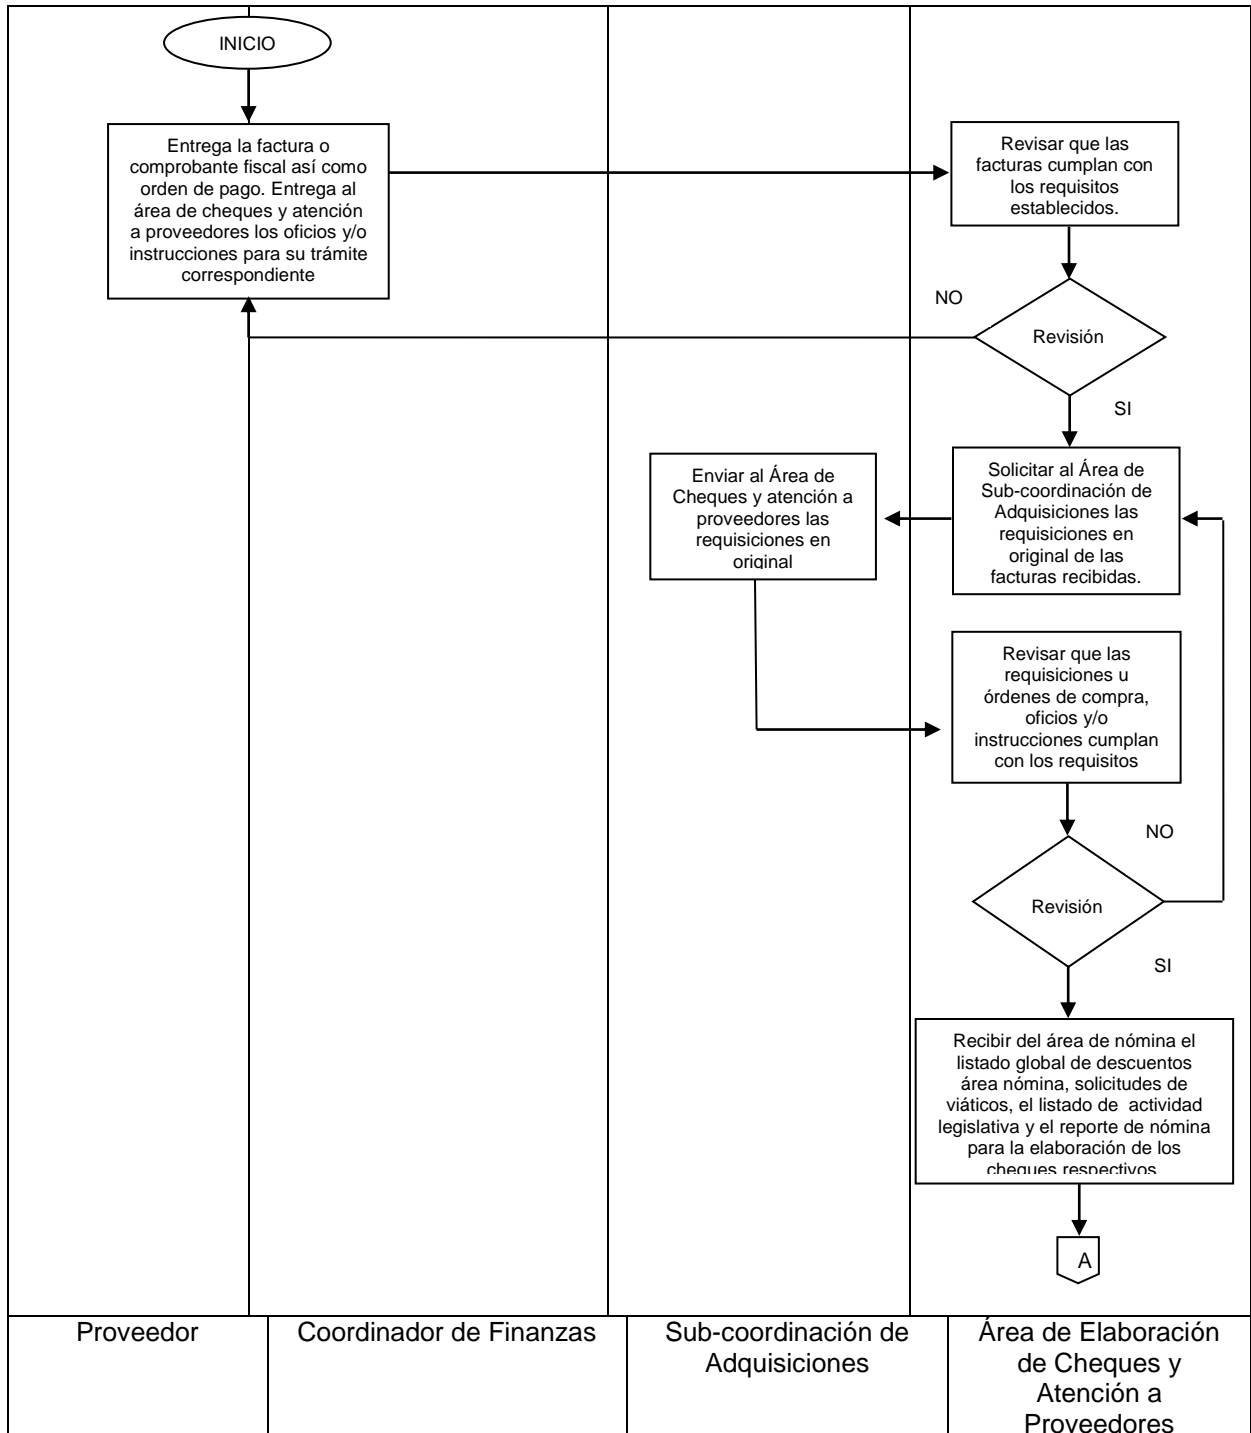 INICIO
Entrega la factura o
comprobante fiscal así como
orden de pago. Entrega al
área de cheques y atención
a proveedores los oficios y/o
instrucciones para su trámite
correspondiente
Revisar que las
facturas cumplan con
los requisitos
establecidos.
NO
Revisión
SI
Solicitar al Área de
Sub-coordinación de
Adquisiciones las
requisiciones en
original de las
facturas recibidas.
Enviar al Área de
Cheques y atención a
proveedores las
requisiciones en
original
Revisar que las
requisiciones u
órdenes de compra,
oficios y/o
instrucciones cumplan
con los requisitos
NO
Revisión
SI
Recibir del área de nómina el
listado global de descuentos
área nómina, solicitudes de
viáticos, el listado de actividad
legislativa y el reporte de nómina
para la elaboración de los
cheques respectivos
A
Proveedor
Coordinador de Finanzas
Sub-coordinación de
Adquisiciones
Área de Elaboración
de Cheques y
Atención a
Proveedores